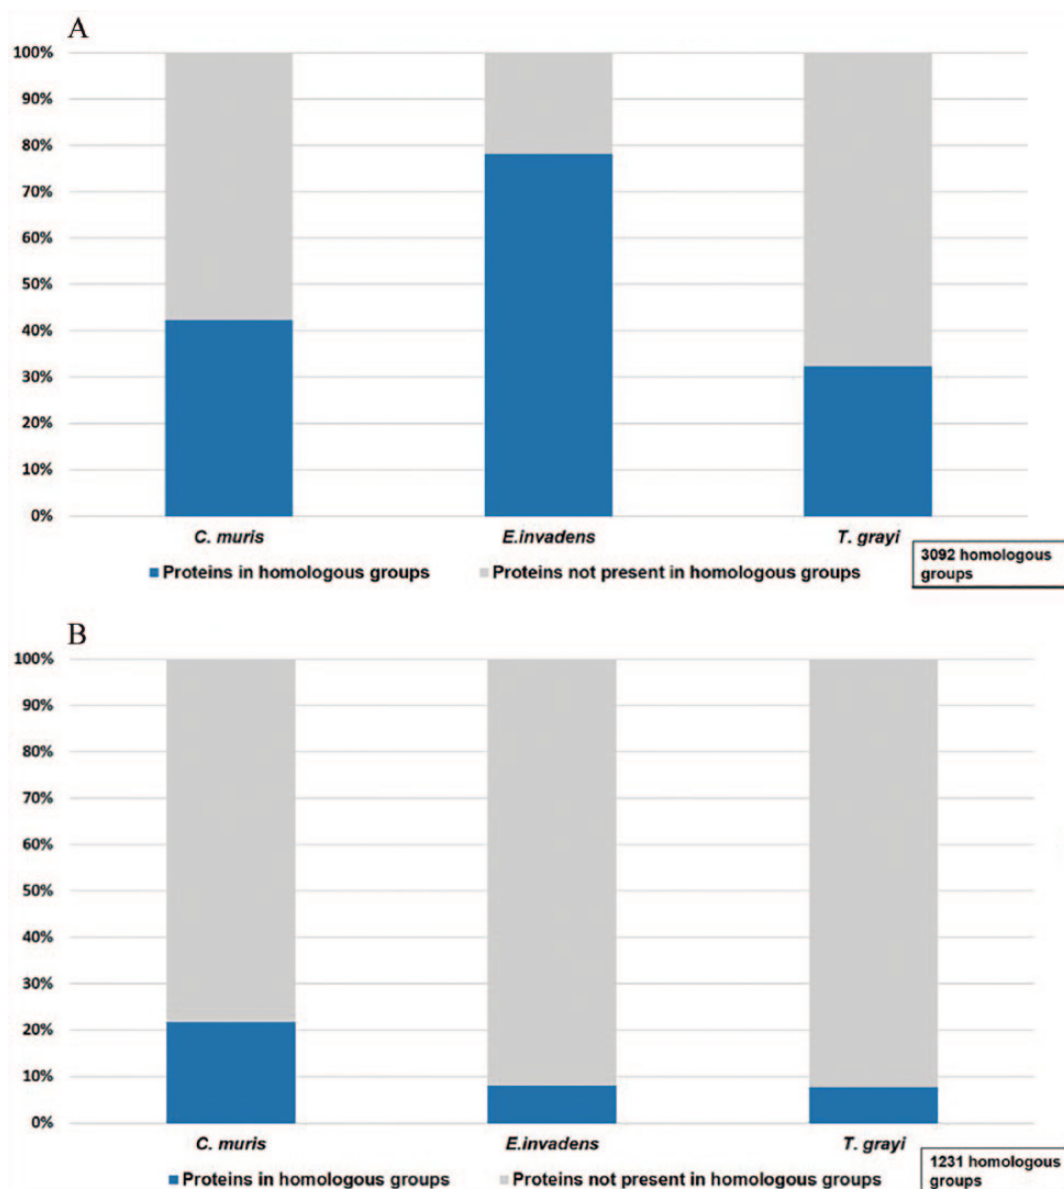 A
100%
90%
80%
70%
60%
50%
40%
30%
20%
10%
0%
C. muris E.invadens T. grayi
Proteins in homologous groups Proteins not present in homologous groups
3092 homologous
groups
B
100%
90%
80%
70%
60%
50%
40%
30%
20%
10%
0%
C. muris E.invadens T. grayi
Proteins in homologous groups Proteins not present in homologous groups
1231 homologous
groups